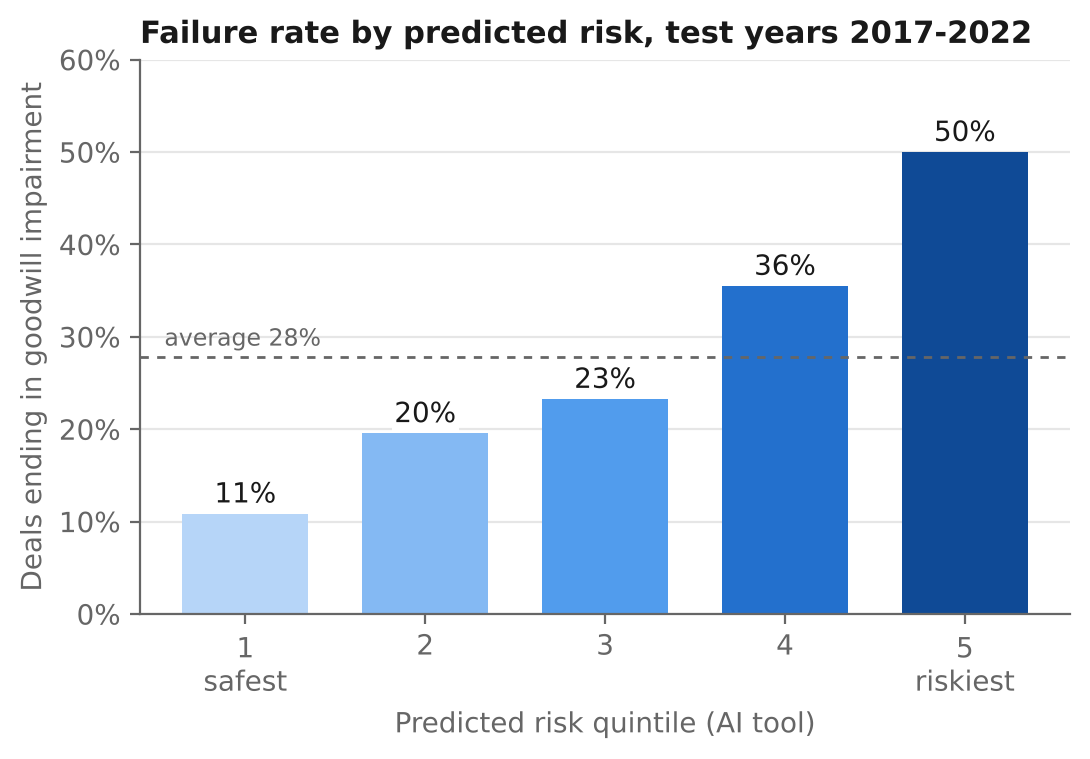 Failure rate by predicted risk, test years 2017-2022
Deals ending in goodwill impairment
60%
50%
40%
30%
20%
10%
0%
average 28%
11%
20%
23%
36%
50%
1
safest
2
3
4
5
riskiest
Predicted risk quintile (AI tool)